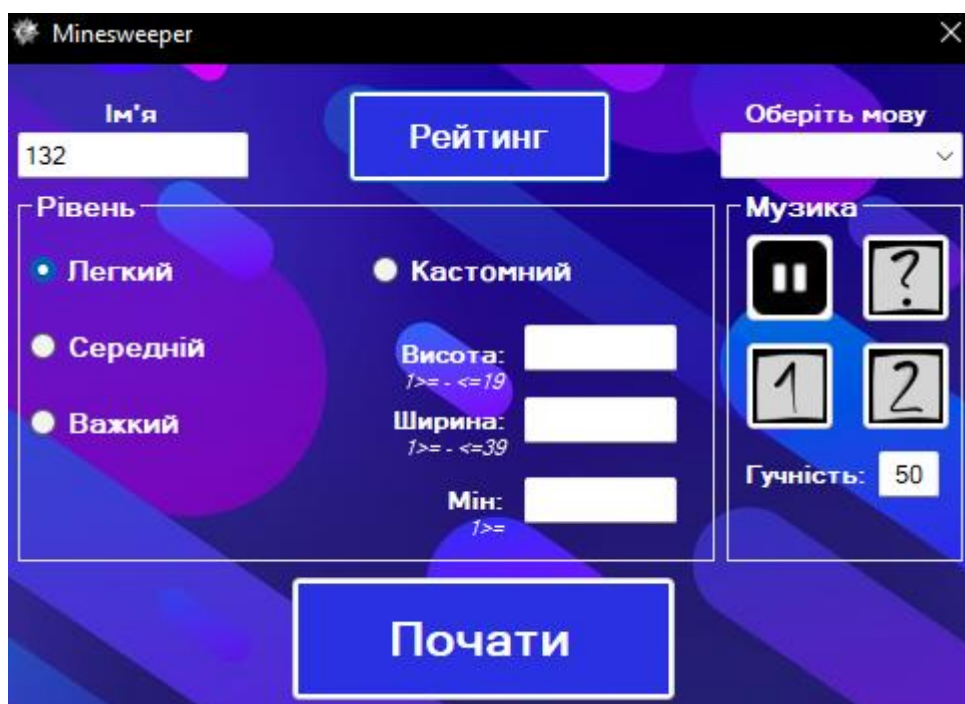 Minesweeper
Ім'я
132
Рейтинг
Оберіть мову
Рівень
Легкий
Середній
Важкий
Кастомний
Висота:
1>= - <=19
Ширина:
1>= - <=39
Мін:
1>=
Музика
?
1
2
Гучність: 50
Почати